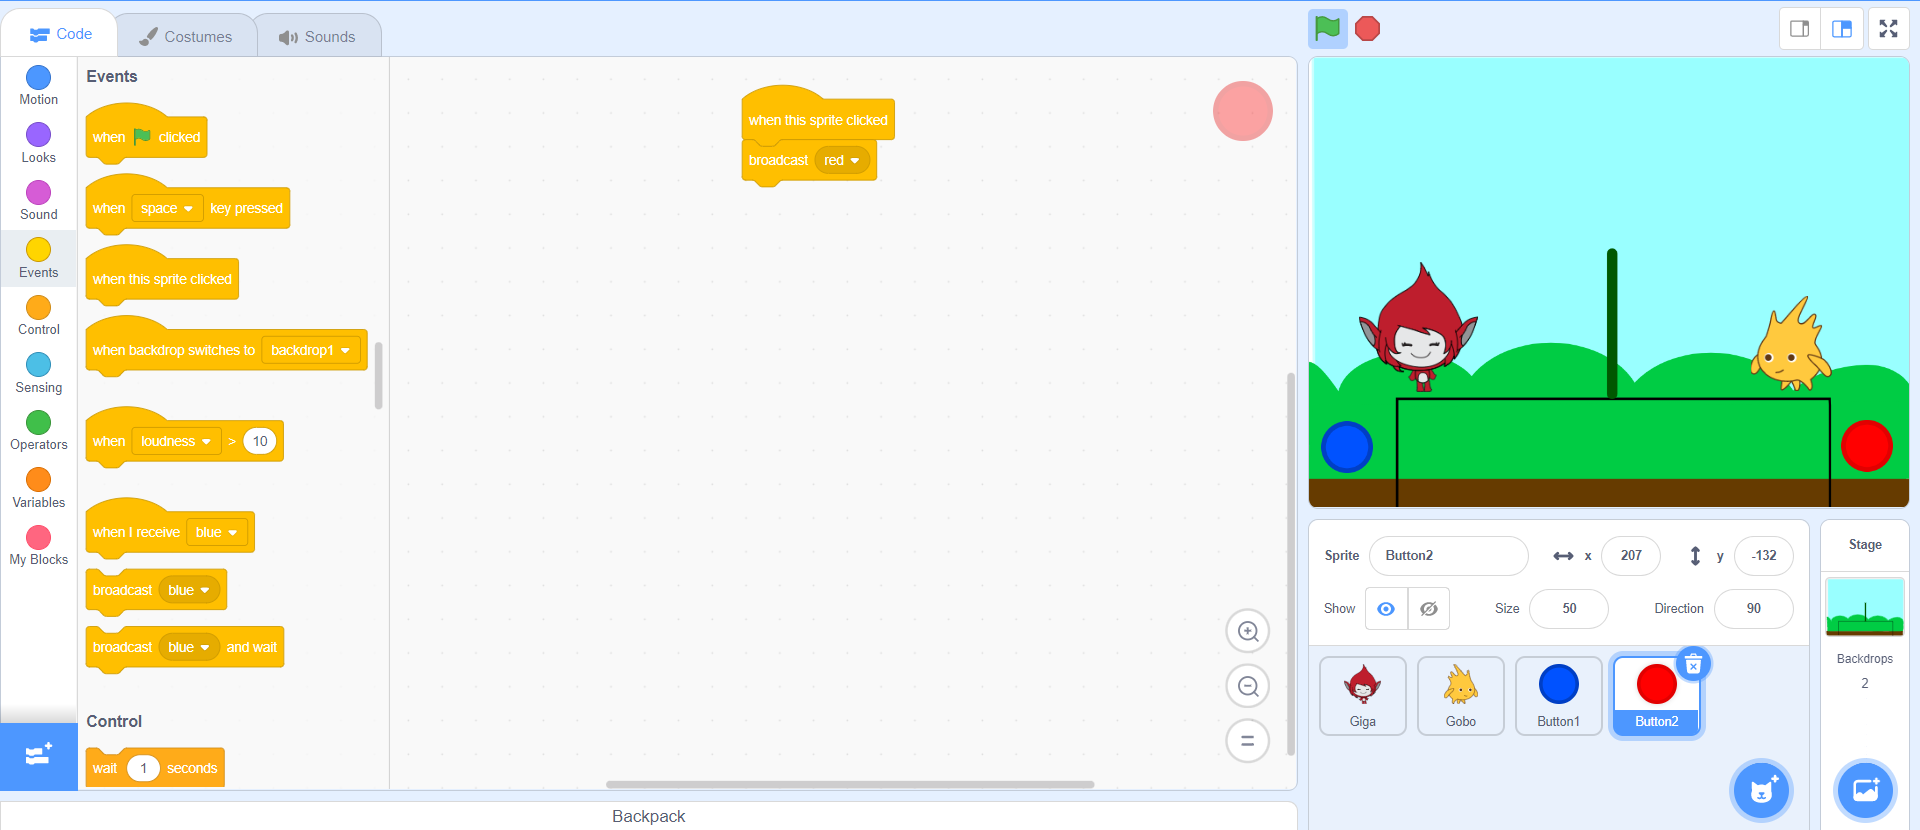 Code
Costumes
Sounds
Motion
Looks
Sound
Events
Control
Sensing
Operators
Variables
My Blocks
Events
when clicked
when space key pressed
when this sprite clicked
when backdrop switches to backdrop1
when loudness > 10
when I receive blue
broadcast blue
broadcast blue and wait
Control
wait 1 seconds
when this sprite clicked
broadcast red
Backpack
Sprite Button2 x 207 y -132
Show Size 50 Direction 90
Giga
Gobo
Button1
Button2
Stage
Backdrops
2